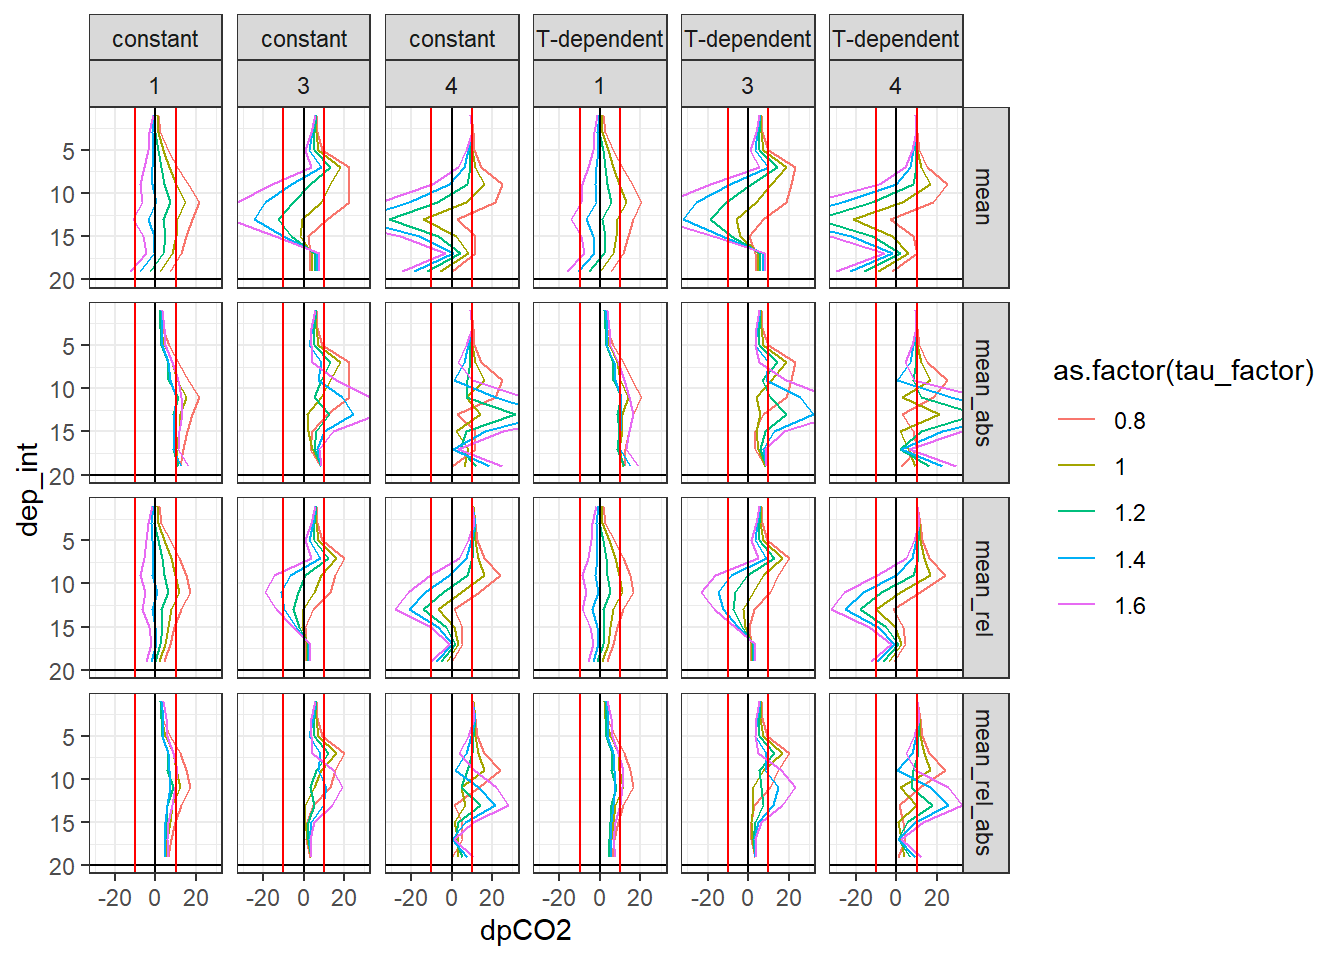 constant constant constant T-dependent T-dependent T-dependent
1 3 4 1 3 4
5
10
15
20
mean
5
10
15
20
mean_abs
5
10
15
20
mean_rel
5
10
15
20
mean_rel_abs
-20 0 20 -20 0 20 -20 0 20 -20 0 20 -20 0 20 -20 0 20
dpCO2
dep_int
as.factor(tau_factor)
0.8
1
1.2
1.4
1.6